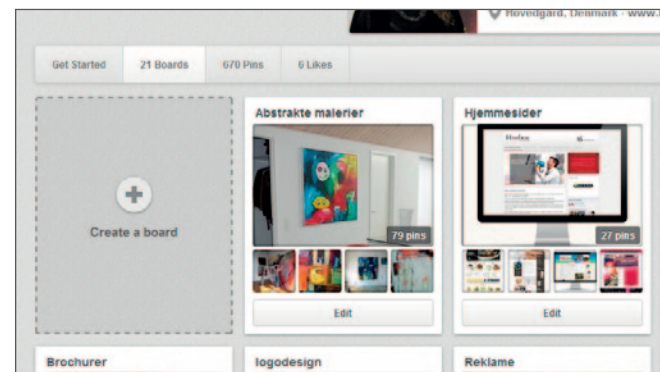 Hovedgård, Denmark · www.
Get Started
21 Boards
670 Pins
6 Likes
Create a board
Abstrakte malerier
79 pins
Edit
Hjemmesider
27 pins
Edit
Brochurer
logodesign
Reklame